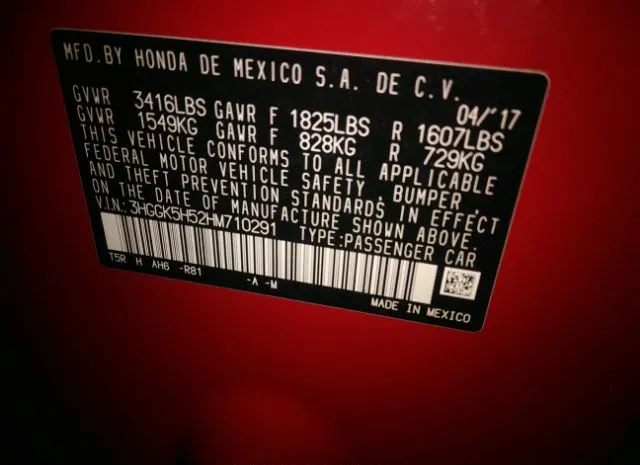 MFD.BY HONDA DE MEXICO S.A. DE C.V.
04/'17
GVWR 3416LBS GAWR F 1825LBS R 1607LBS
GVWR 1549KG GAWR F 828KG R 729KG
THIS VEHICLE CONFORMS TO ALL APPLICABLE
FEDERAL MOTOR VEHICLE SAFETY, BUMPER
AND THEFT PREVENTION STANDARDS IN EFFECT
ON THE DATE OF MANUFACTURE SHOWN ABOVE.
V.I.N.: 3HGGK5H52HM710291 TYPE:PASSENGER CAR
T5R H AH6 -R81 -A -M
MADE IN MEXICO